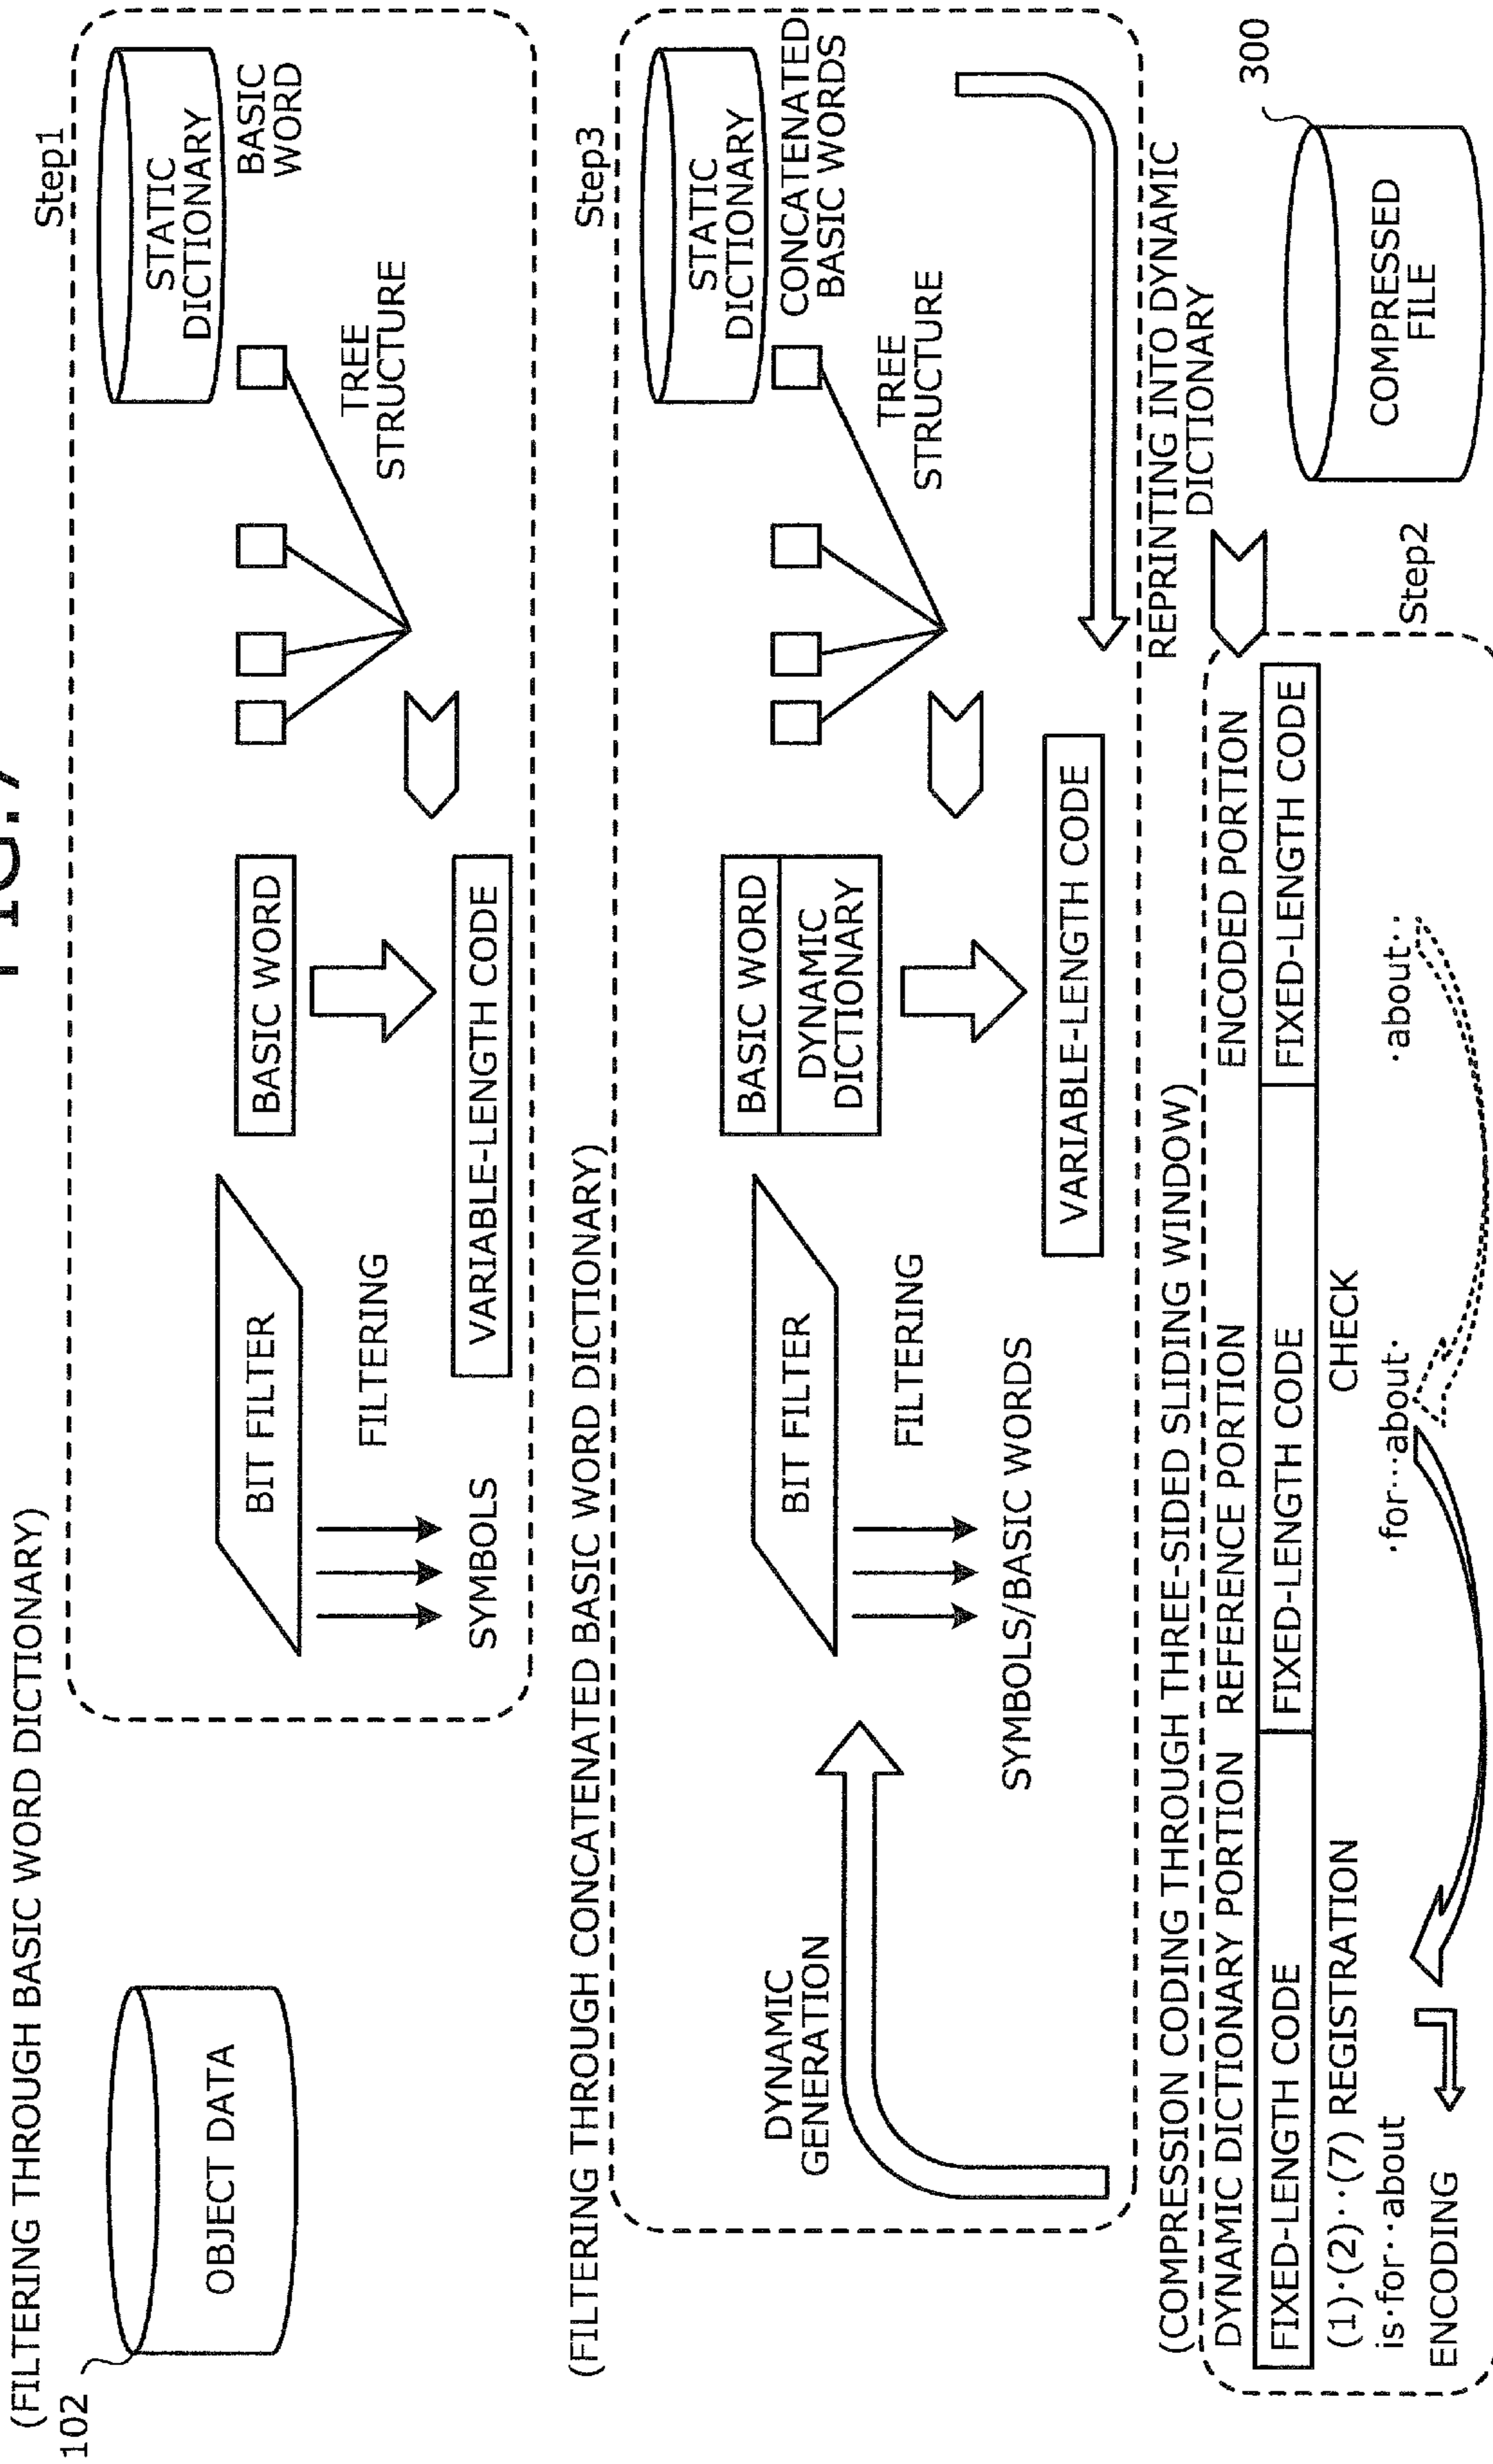 FIG.7
(FILTERING THROUGH BASIC WORD DICTIONARY)
102
OBJECT DATA
Step1
BIT FILTER
FILTERING
SYMBOLS
BASIC WORD
VARIABLE-LENGTH CODE
TREE
STRUCTURE
STATIC
DICTIONARY
BASIC
WORD
(FILTERING THROUGH CONCATENATED BASIC WORD DICTIONARY)
Step3
DYNAMIC
GENERATION
BIT FILTER
FILTERING
SYMBOLS/BASIC WORDS
BASIC WORD
DYNAMIC
DICTIONARY
VARIABLE-LENGTH CODE
TREE
STRUCTURE
STATIC
DICTIONARY
CONCATENATED
BASIC WORDS
REPRINTING INTO DYNAMIC
DICTIONARY
(COMPRESSION CODING THROUGH THREE-SIDED SLIDING WINDOW)
DYNAMIC DICTIONARY PORTION
REFERENCE PORTION
ENCODED PORTION
FIXED-LENGTH CODE
FIXED-LENGTH CODE
FIXED-LENGTH CODE
(1)·(2)··(7) REGISTRATION
is·for··about
ENCODING
CHECK
·for···about·
·about··
Step2
300
COMPRESSED
FILE